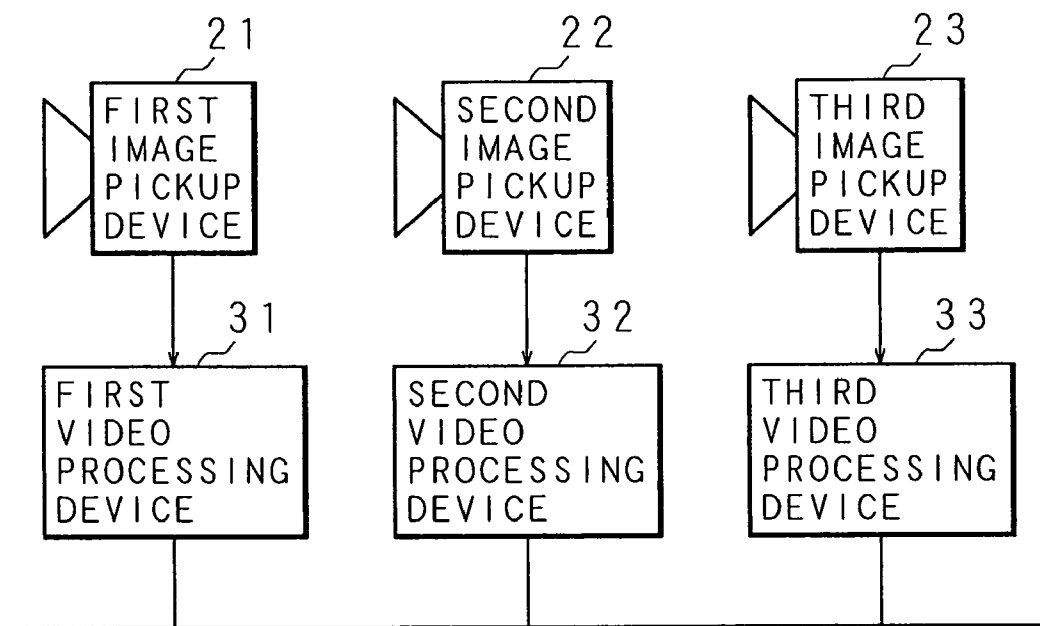 21
FIRST
IMAGE
PICKUP
DEVICE
22
SECOND
IMAGE
PICKUP
DEVICE
23
THIRD
IMAGE
PICKUP
DEVICE
31
FIRST
VIDEO
PROCESSING
DEVICE
32
SECOND
VIDEO
PROCESSING
DEVICE
33
THIRD
VIDEO
PROCESSING
DEVICE